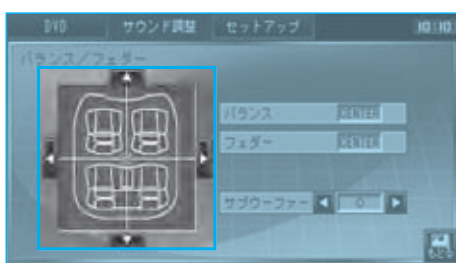 DVD サウンド調整 セットアップ 10:10
バランス/フェダー
バランス CENTER
フェダー CENTER
サブウーファー 0
もどる